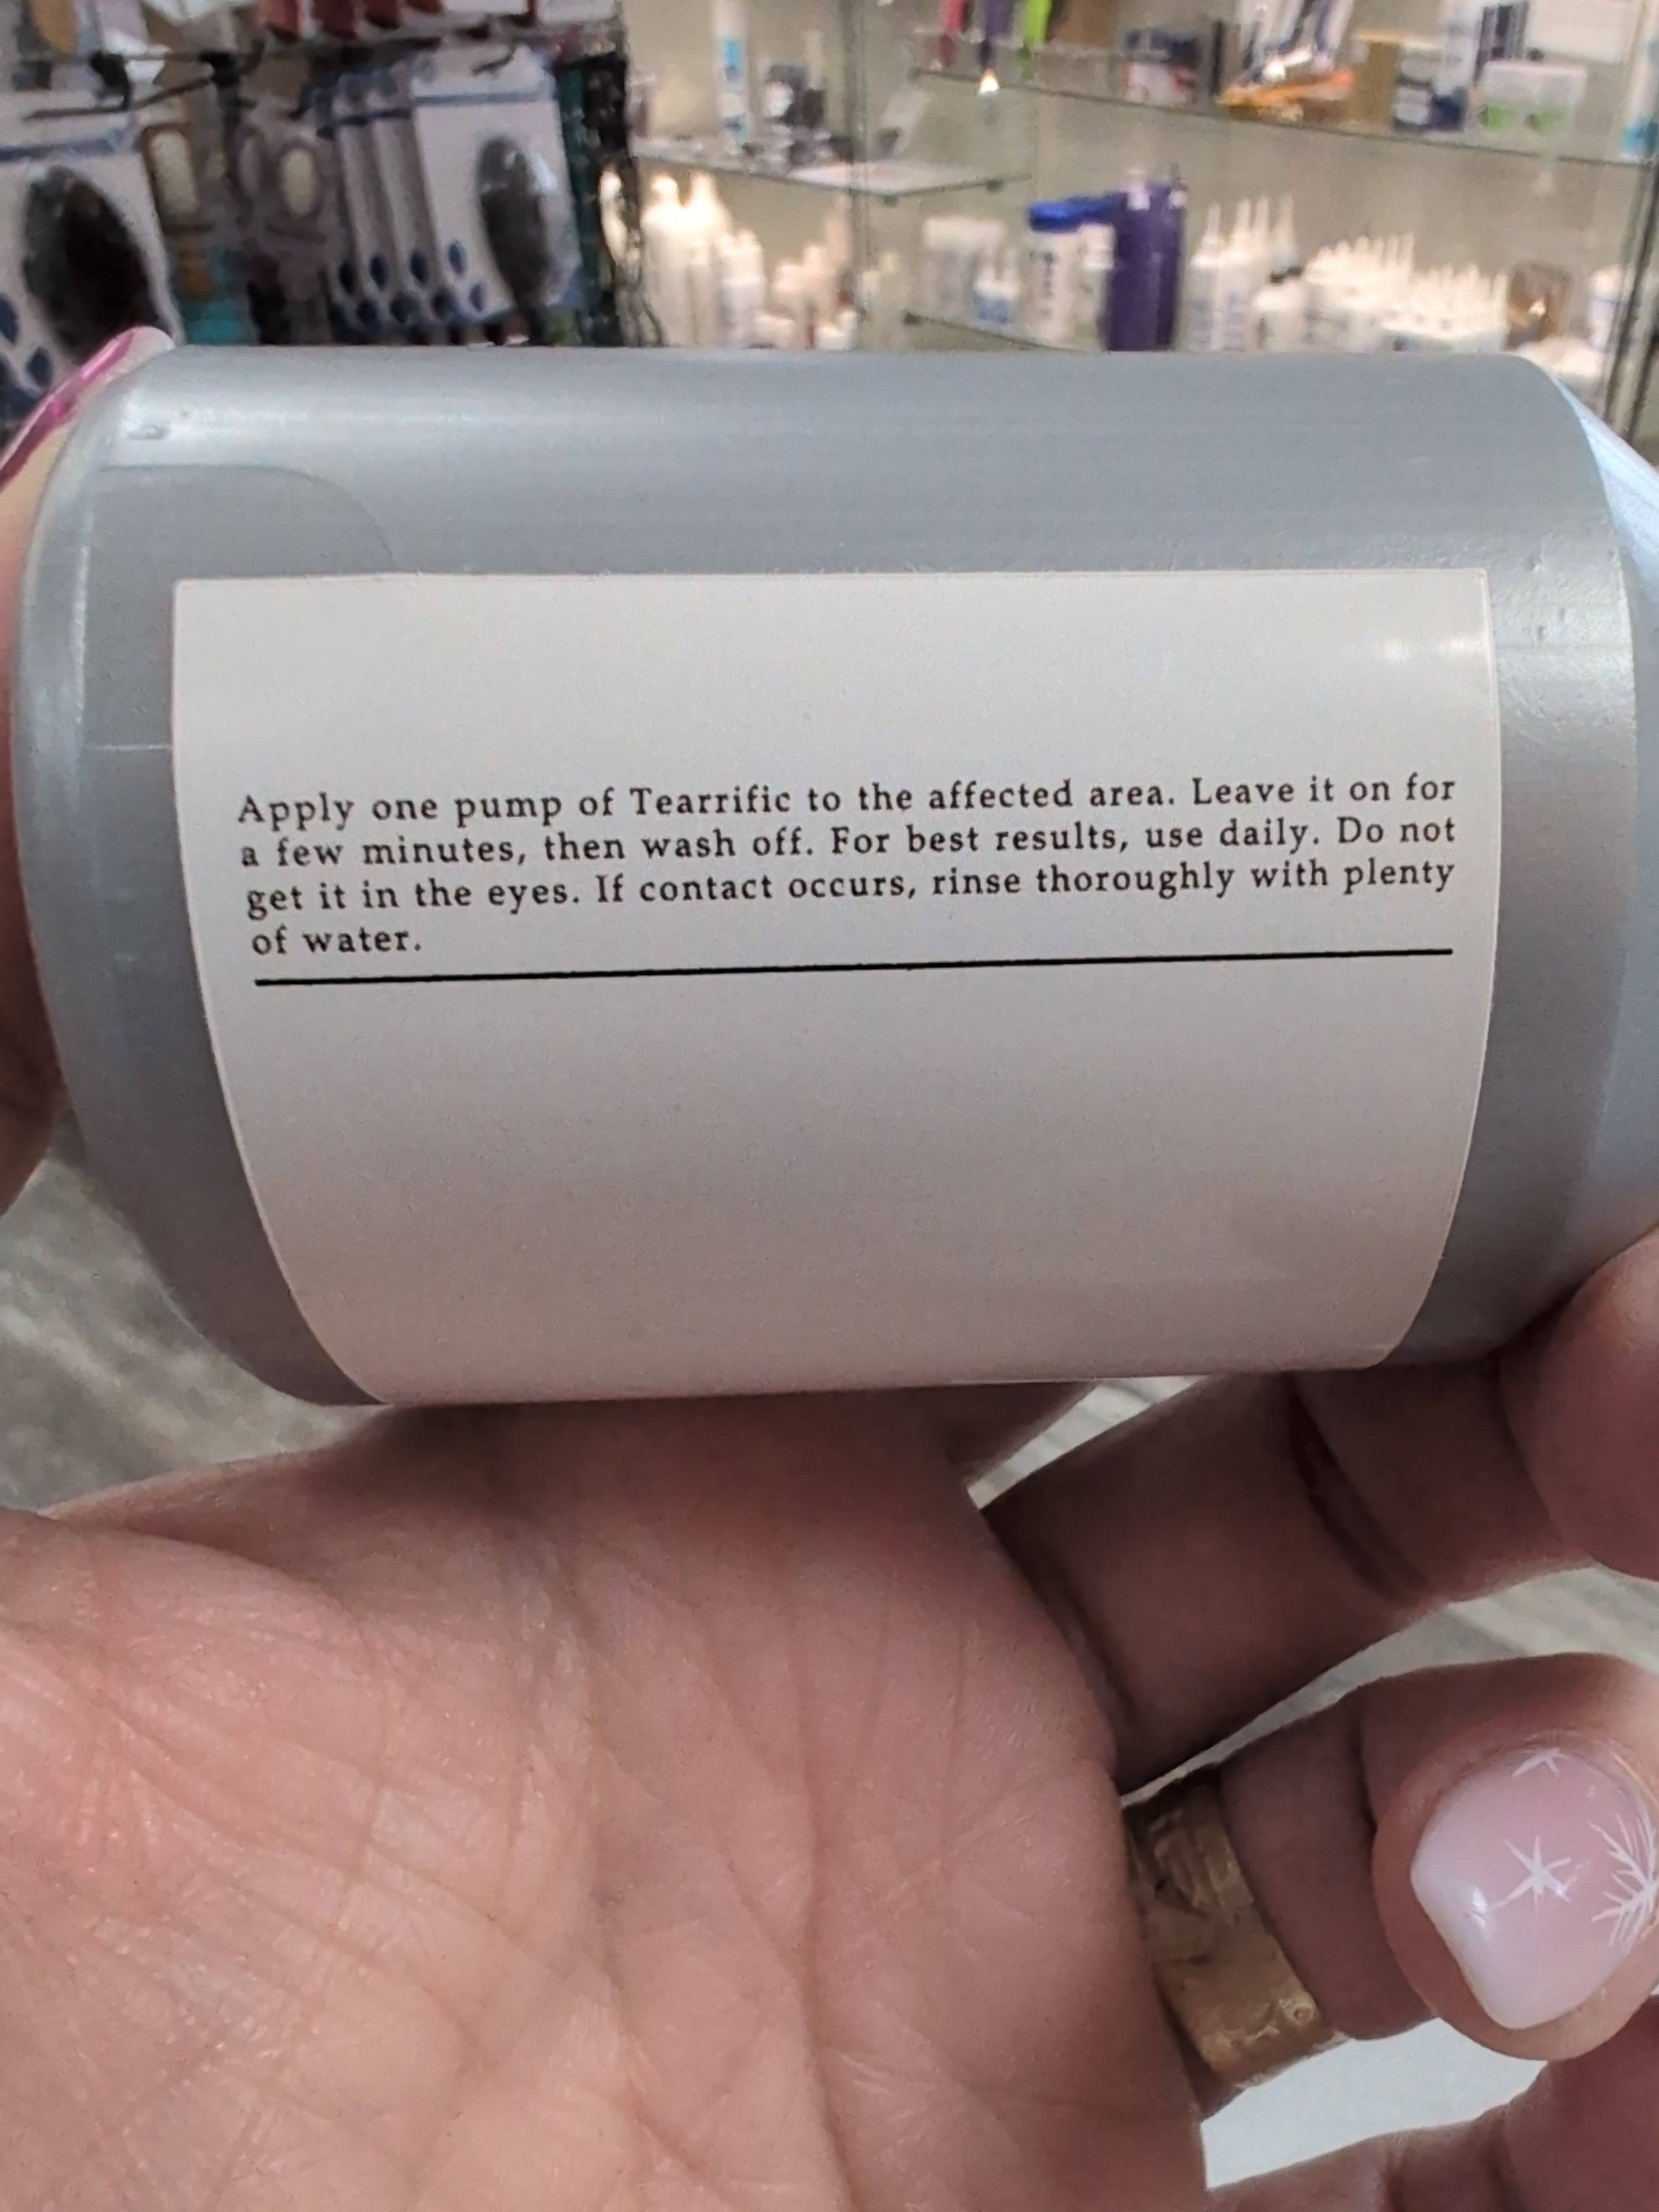 Apply one pump of Tearrific to the affected area. Leave it on for
a few minutes, then wash off. For best results, use daily. Do not
get it in the eyes. If contact occurs, rinse thoroughly with plenty
of water.